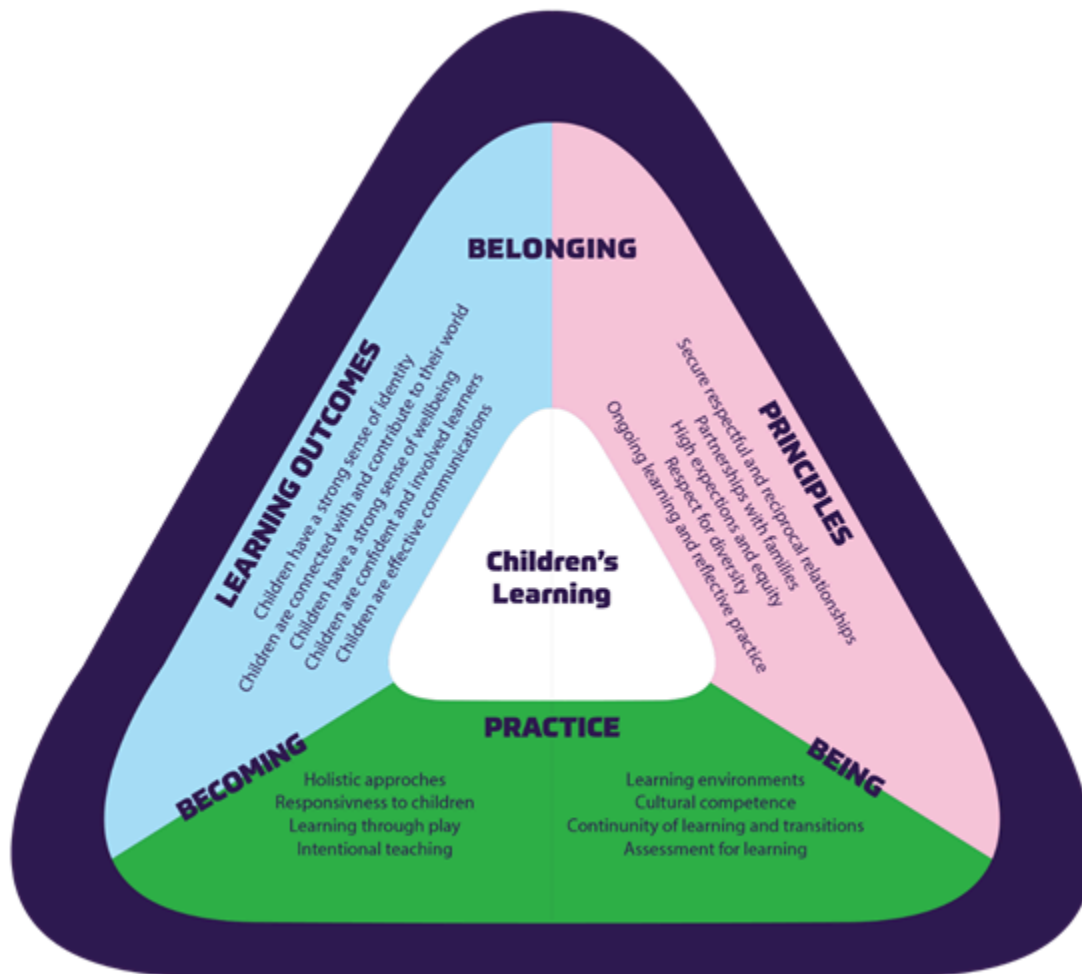 BELONGING
LEARNING OUTCOMES
Children have a strong sense of identity
Children are connected with and contribute to their world
Children have a strong sense of wellbeing
Children are confident and involved learners
Children are effective communications
PRINCIPLES
Secure respectful and reciprocal relationships
Partnerships with families
High expections and equity
Respect for diversity
Ongoing learning and reflective practice
Children's
Learning
BECOMING
PRACTICE
BEING
Holistic approches
Responsivness to children
Learning through play
Intentional teaching
Learning environments
Cultural competence
Continunity of learning and transitions
Assessment for learning